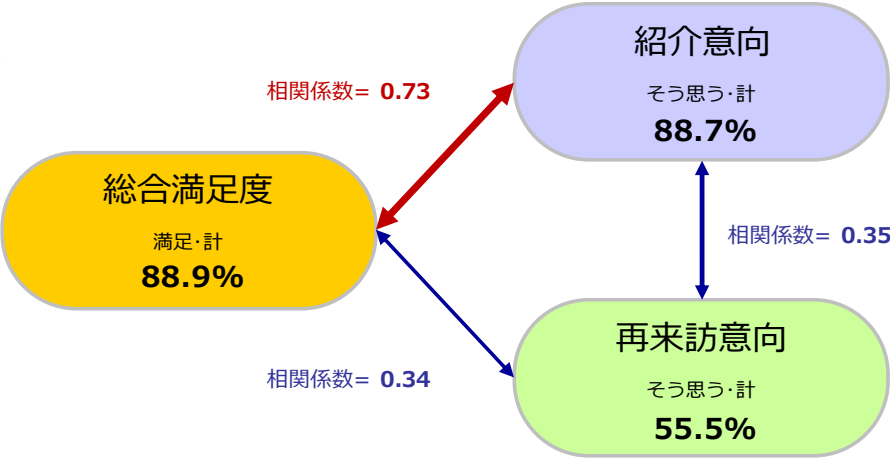 紹介意向
そう思う･計
88.7%
相関係数= 0.73
総合満足度
満足･計
88.9%
相関係数= 0.35
再来訪意向
そう思う･計
55.5%
相関係数= 0.34